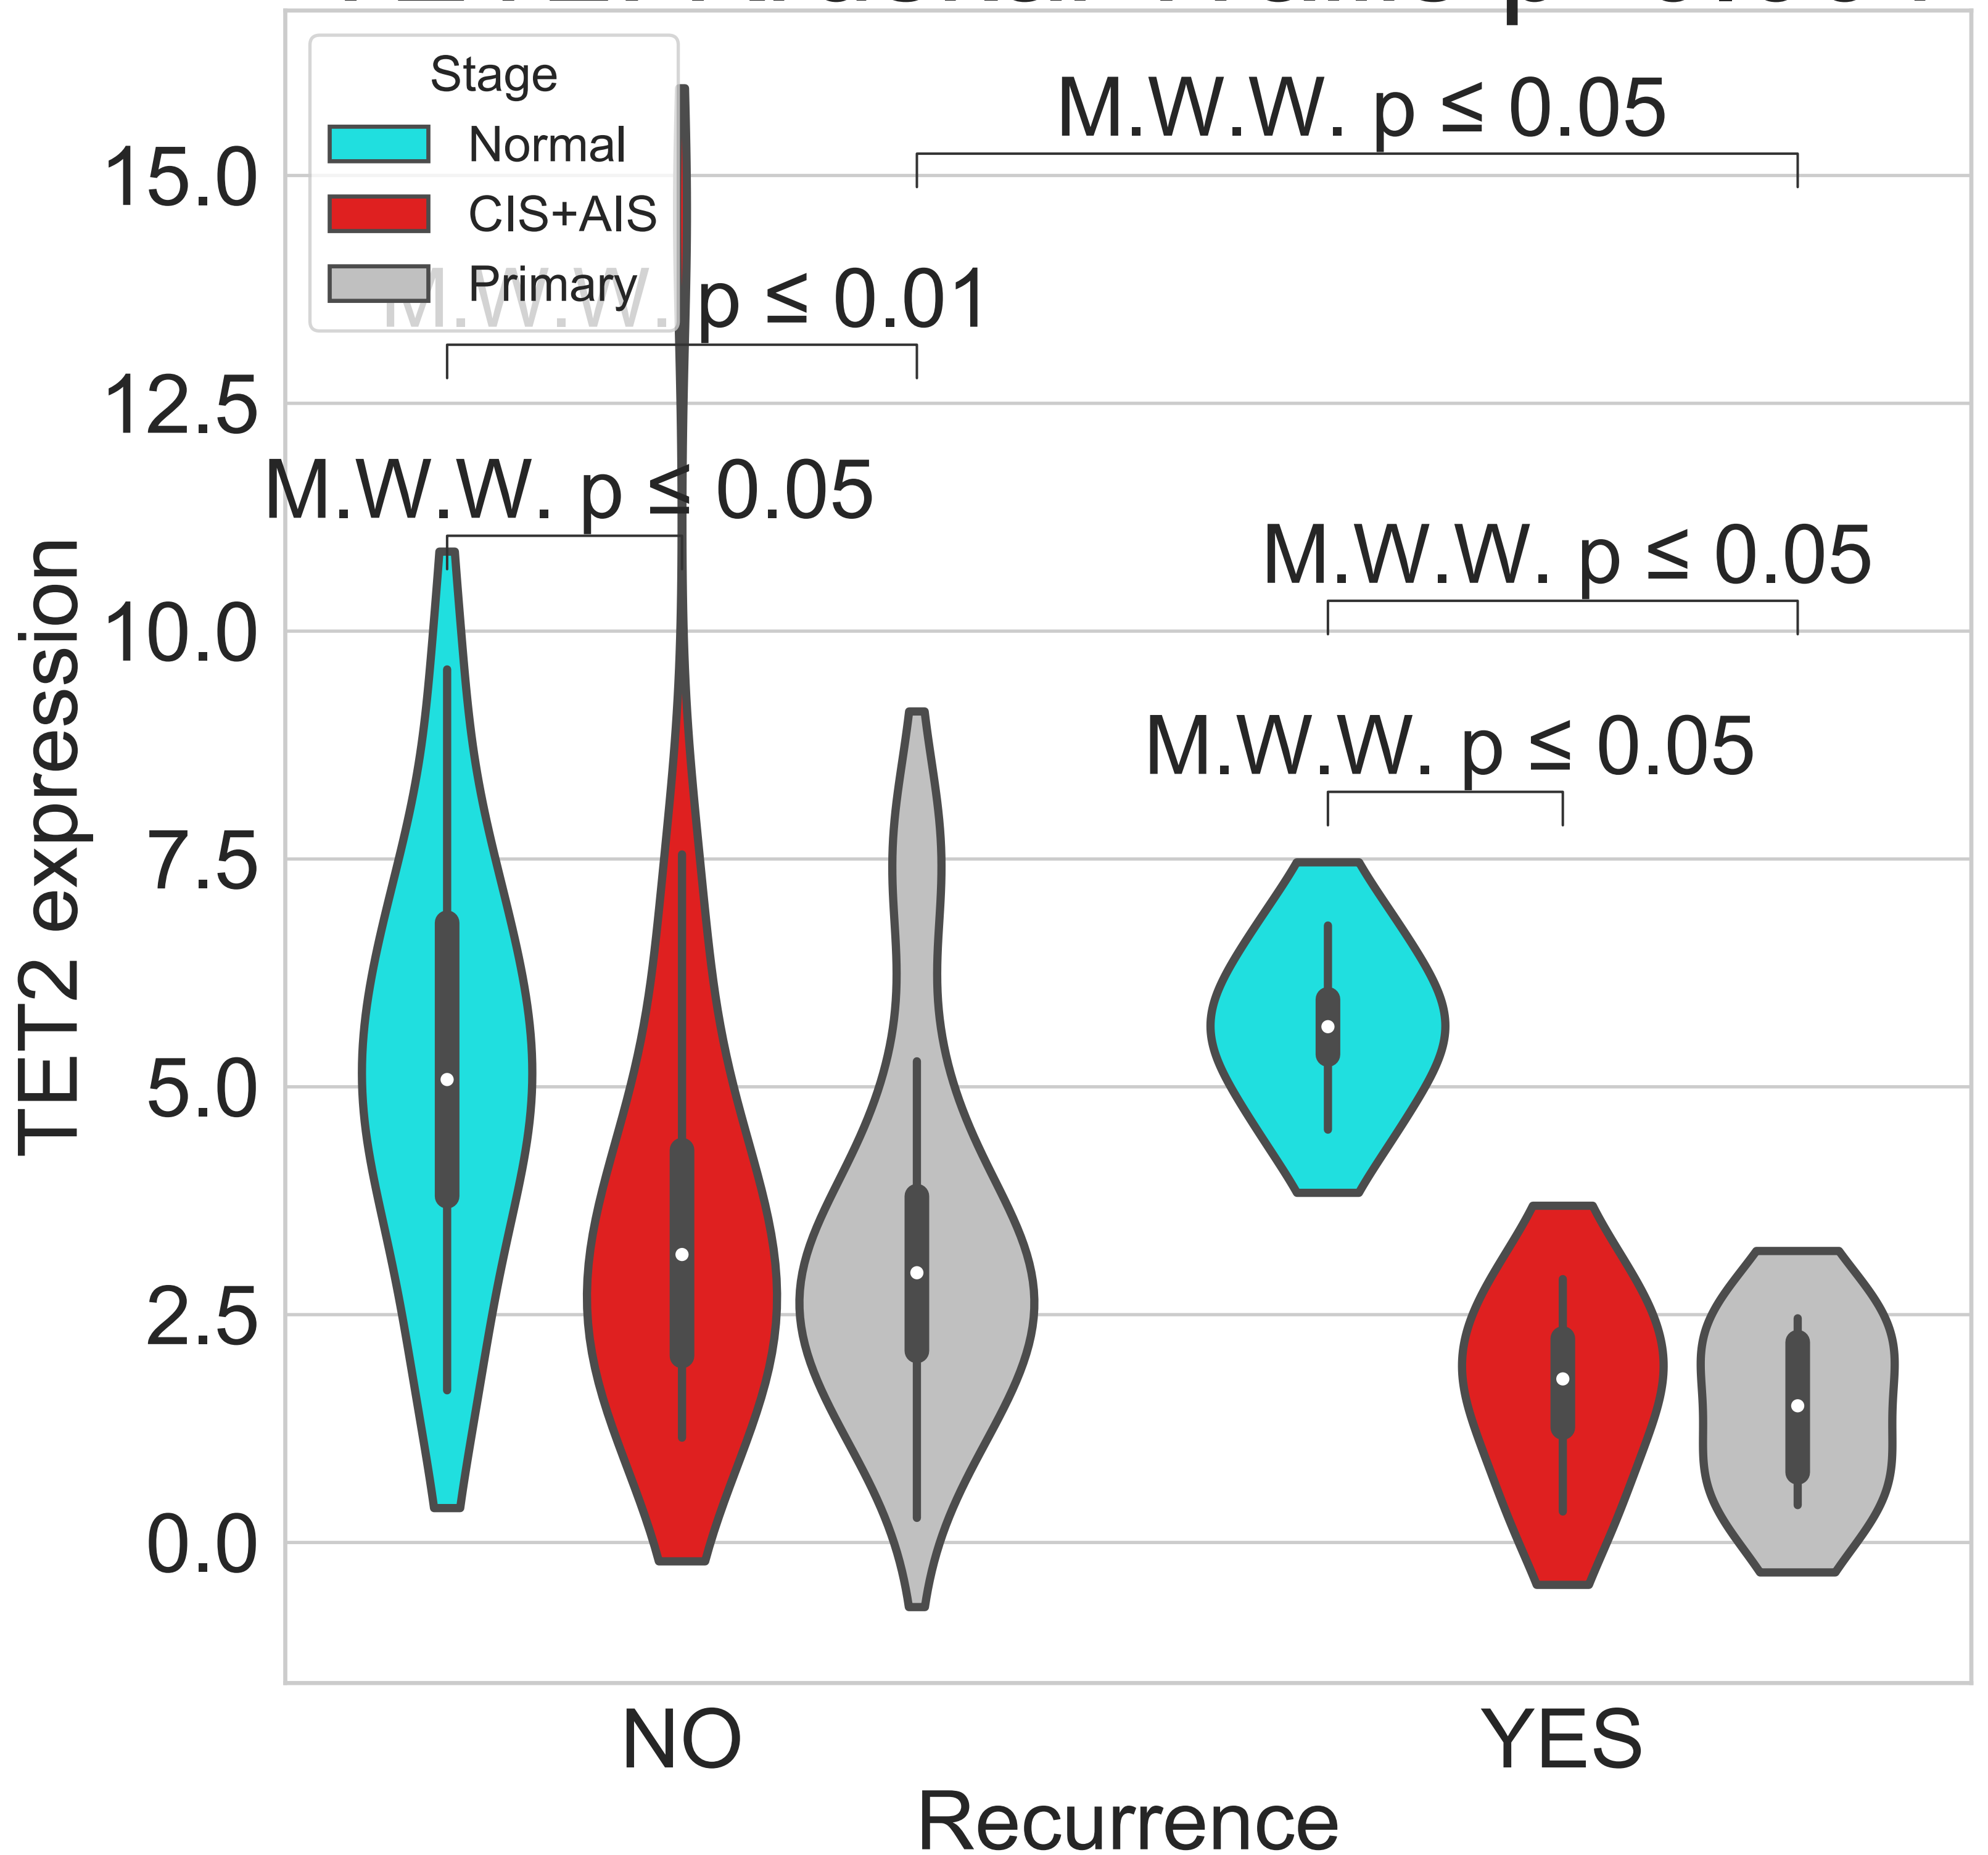 Stage
Normal
CIS+AIS
Primary
M.W.W. p ≤ 0.05
M.W.W. p ≤ 0.01
M.W.W. p ≤ 0.05
M.W.W. p ≤ 0.05
M.W.W. p ≤ 0.05
15.0
12.5
10.0
7.5
5.0
2.5
0.0
TET2 expression
NO
YES
Recurrence